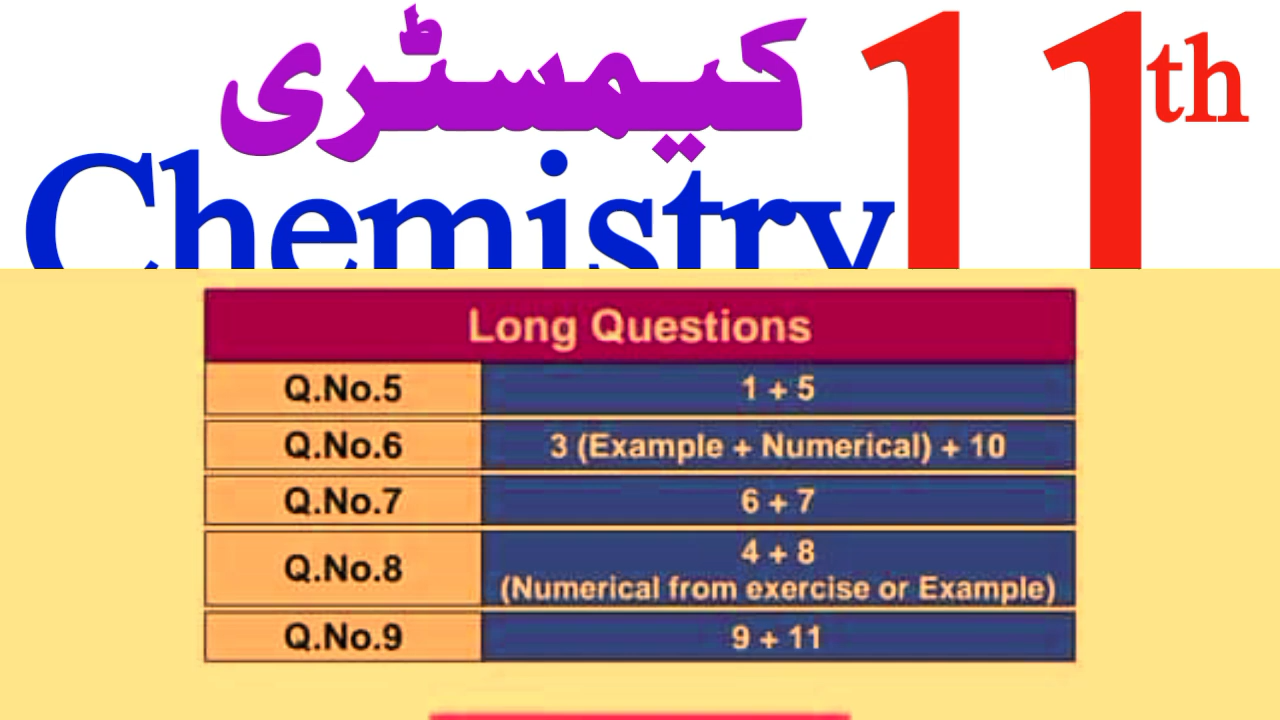 کیمسٹری
11th
Chemistry
Long Questions
Q.No.5 1 + 5
Q.No.6 3 (Example + Numerical) + 10
Q.No.7 6 + 7
Q.No.8 4 + 8
(Numerical from exercise or Example)
Q.No.9 9 + 11